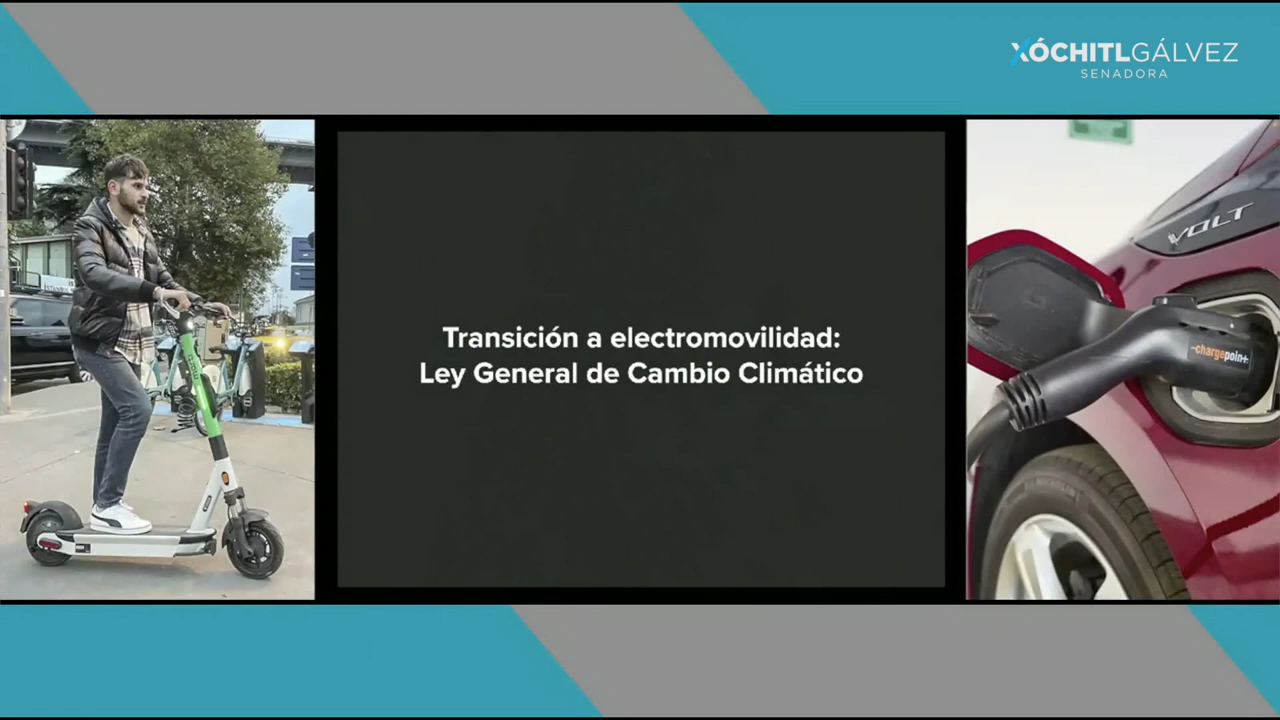 XÓCHITLGÁLVEZ
SENADORA
Transición a electromovilidad:
Ley General de Cambio Climático
VOLT
-chargepoin+